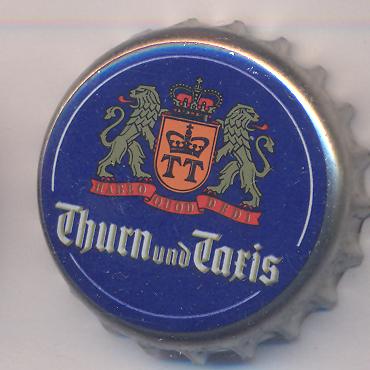 TT
HABEO QUOD DEDI
Thurn und Taxis